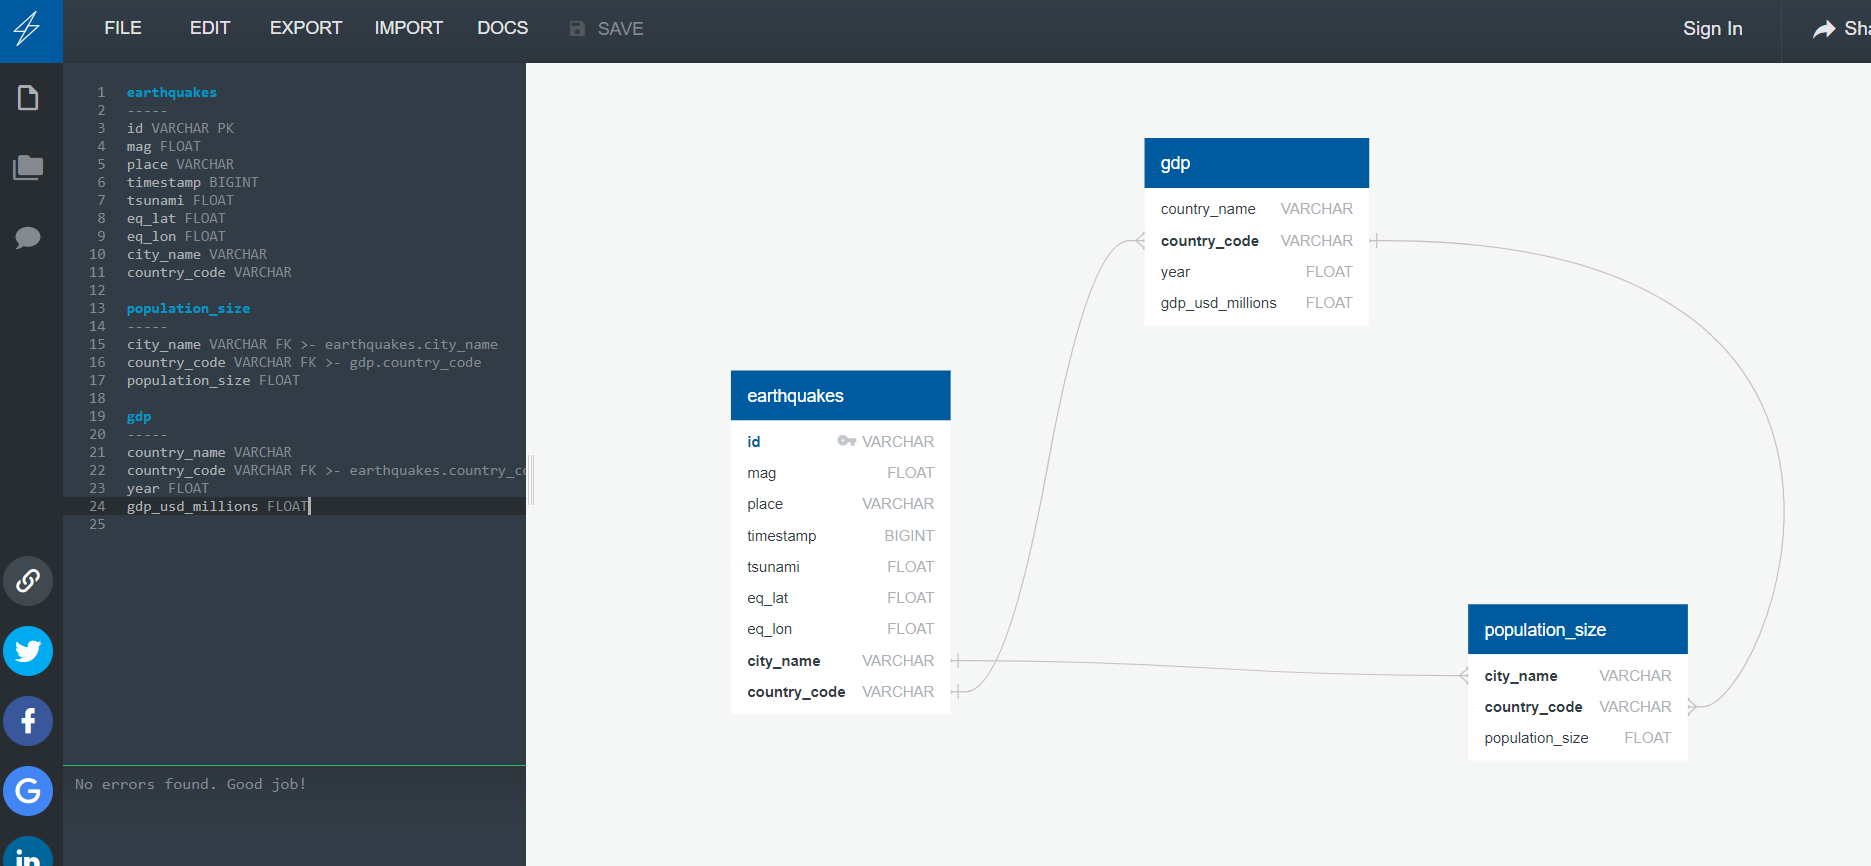 FILE EDIT EXPORT IMPORT DOCS SAVE Sign In
1 earthquakes
2 -----
3 id VARCHAR PK
4 mag FLOAT
5 place VARCHAR
6 timestamp BIGINT
7 tsunami FLOAT
8 eq_lat FLOAT
9 eq_lon FLOAT
10 city_name VARCHAR
11 country_code VARCHAR
12
13 population_size
14 -----
15 city_name VARCHAR FK >- earthquakes.city_name
16 country_code VARCHAR FK >- gdp.country_code
17 population_size FLOAT
18
19 gdp
20 -----
21 country_name VARCHAR
22 country_code VARCHAR FK >- earthquakes.country_co
23 year FLOAT
24 gdp_usd_millions FLOAT
25
No errors found. Good job!
gdp
country_name VARCHAR
country_code VARCHAR
year FLOAT
gdp_usd_millions FLOAT
earthquakes
id VARCHAR
mag FLOAT
place VARCHAR
timestamp BIGINT
tsunami FLOAT
eq_lat FLOAT
eq_lon FLOAT
city_name VARCHAR
country_code VARCHAR
population_size
city_name VARCHAR
country_code VARCHAR
population_size FLOAT